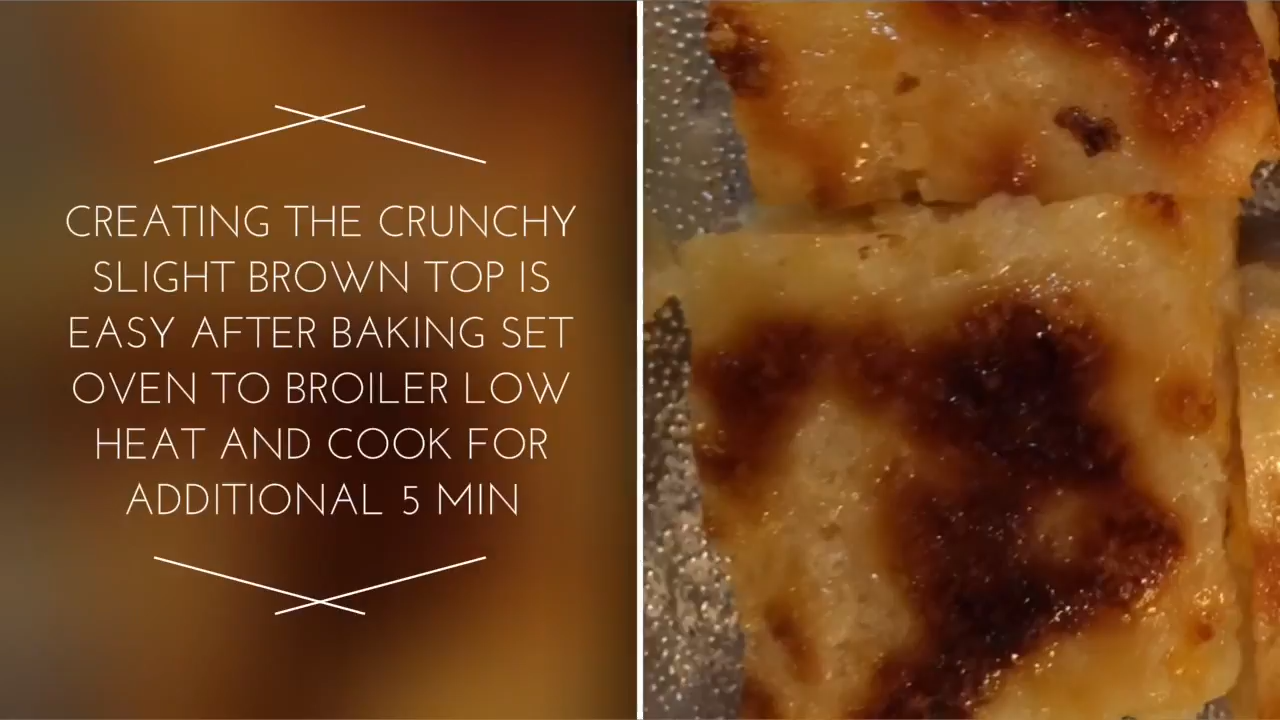 CREATING THE CRUNCHY
SLIGHT BROWN TOP IS
EASY AFTER BAKING SET
OVEN TO BROILER LOW
HEAT AND COOK FOR
ADDITIONAL 5 MIN